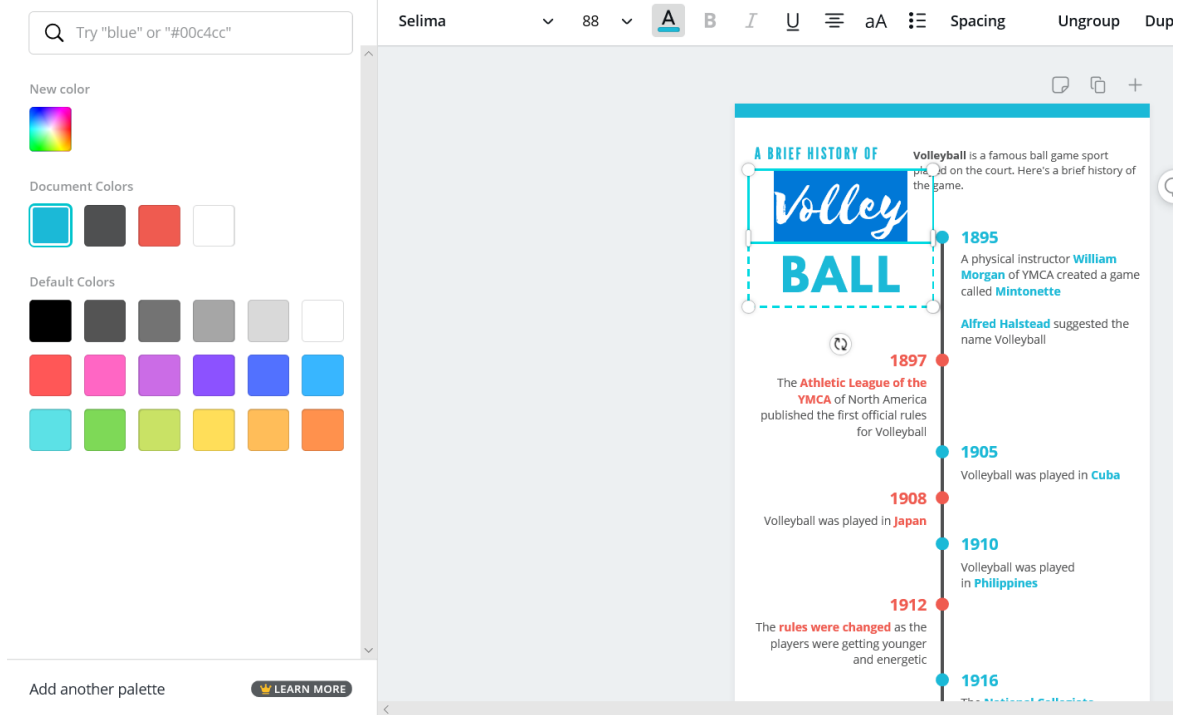 Selima
88
A
B
I
U
aA
Spacing
Ungroup
Dup
Try "blue" or "#00c4cc"
New color
Document Colors
Default Colors
Add another palette
LEARN MORE
A BRIEF HISTORY OF
Volley
BALL
Volleyball is a famous ball game sport
played on the court. Here's a brief history of
the game.
1895
A physical instructor William
Morgan of YMCA created a game
called Mintonette
Alfred Halstead suggested the
name Volleyball
1897
The Athletic League of the
YMCA of North America
published the first official rules
for Volleyball
1905
Volleyball was played in Cuba
1908
Volleyball was played in Japan
1910
Volleyball was played
in Philippines
1912
The rules were changed as the
players were getting younger
and energetic
1916
The National Collegiate